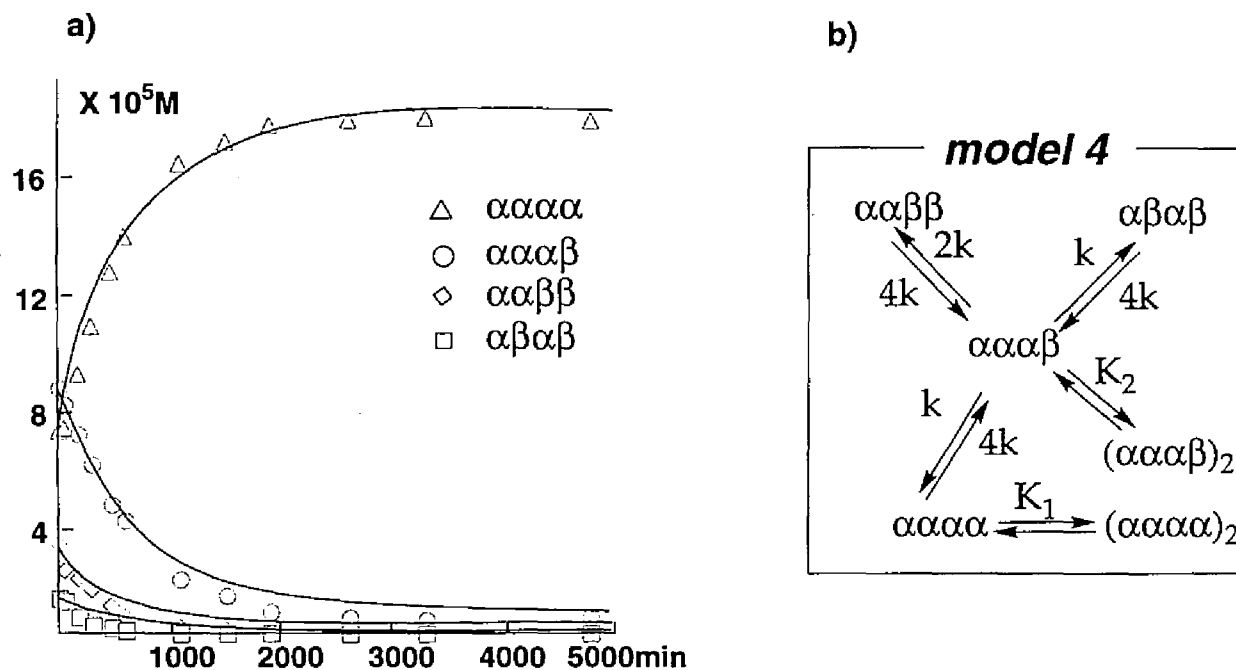 a)
X 10⁵M
16
12
8
4
1000 2000 3000 4000 5000min
αααα
αααβ
ααββ
αβαβ
b)
model 4
ααββ αβαβ
2k k
4k 4k
αααβ
k K₂
4k (αααβ)₂
K₁
αααα (αααα)₂